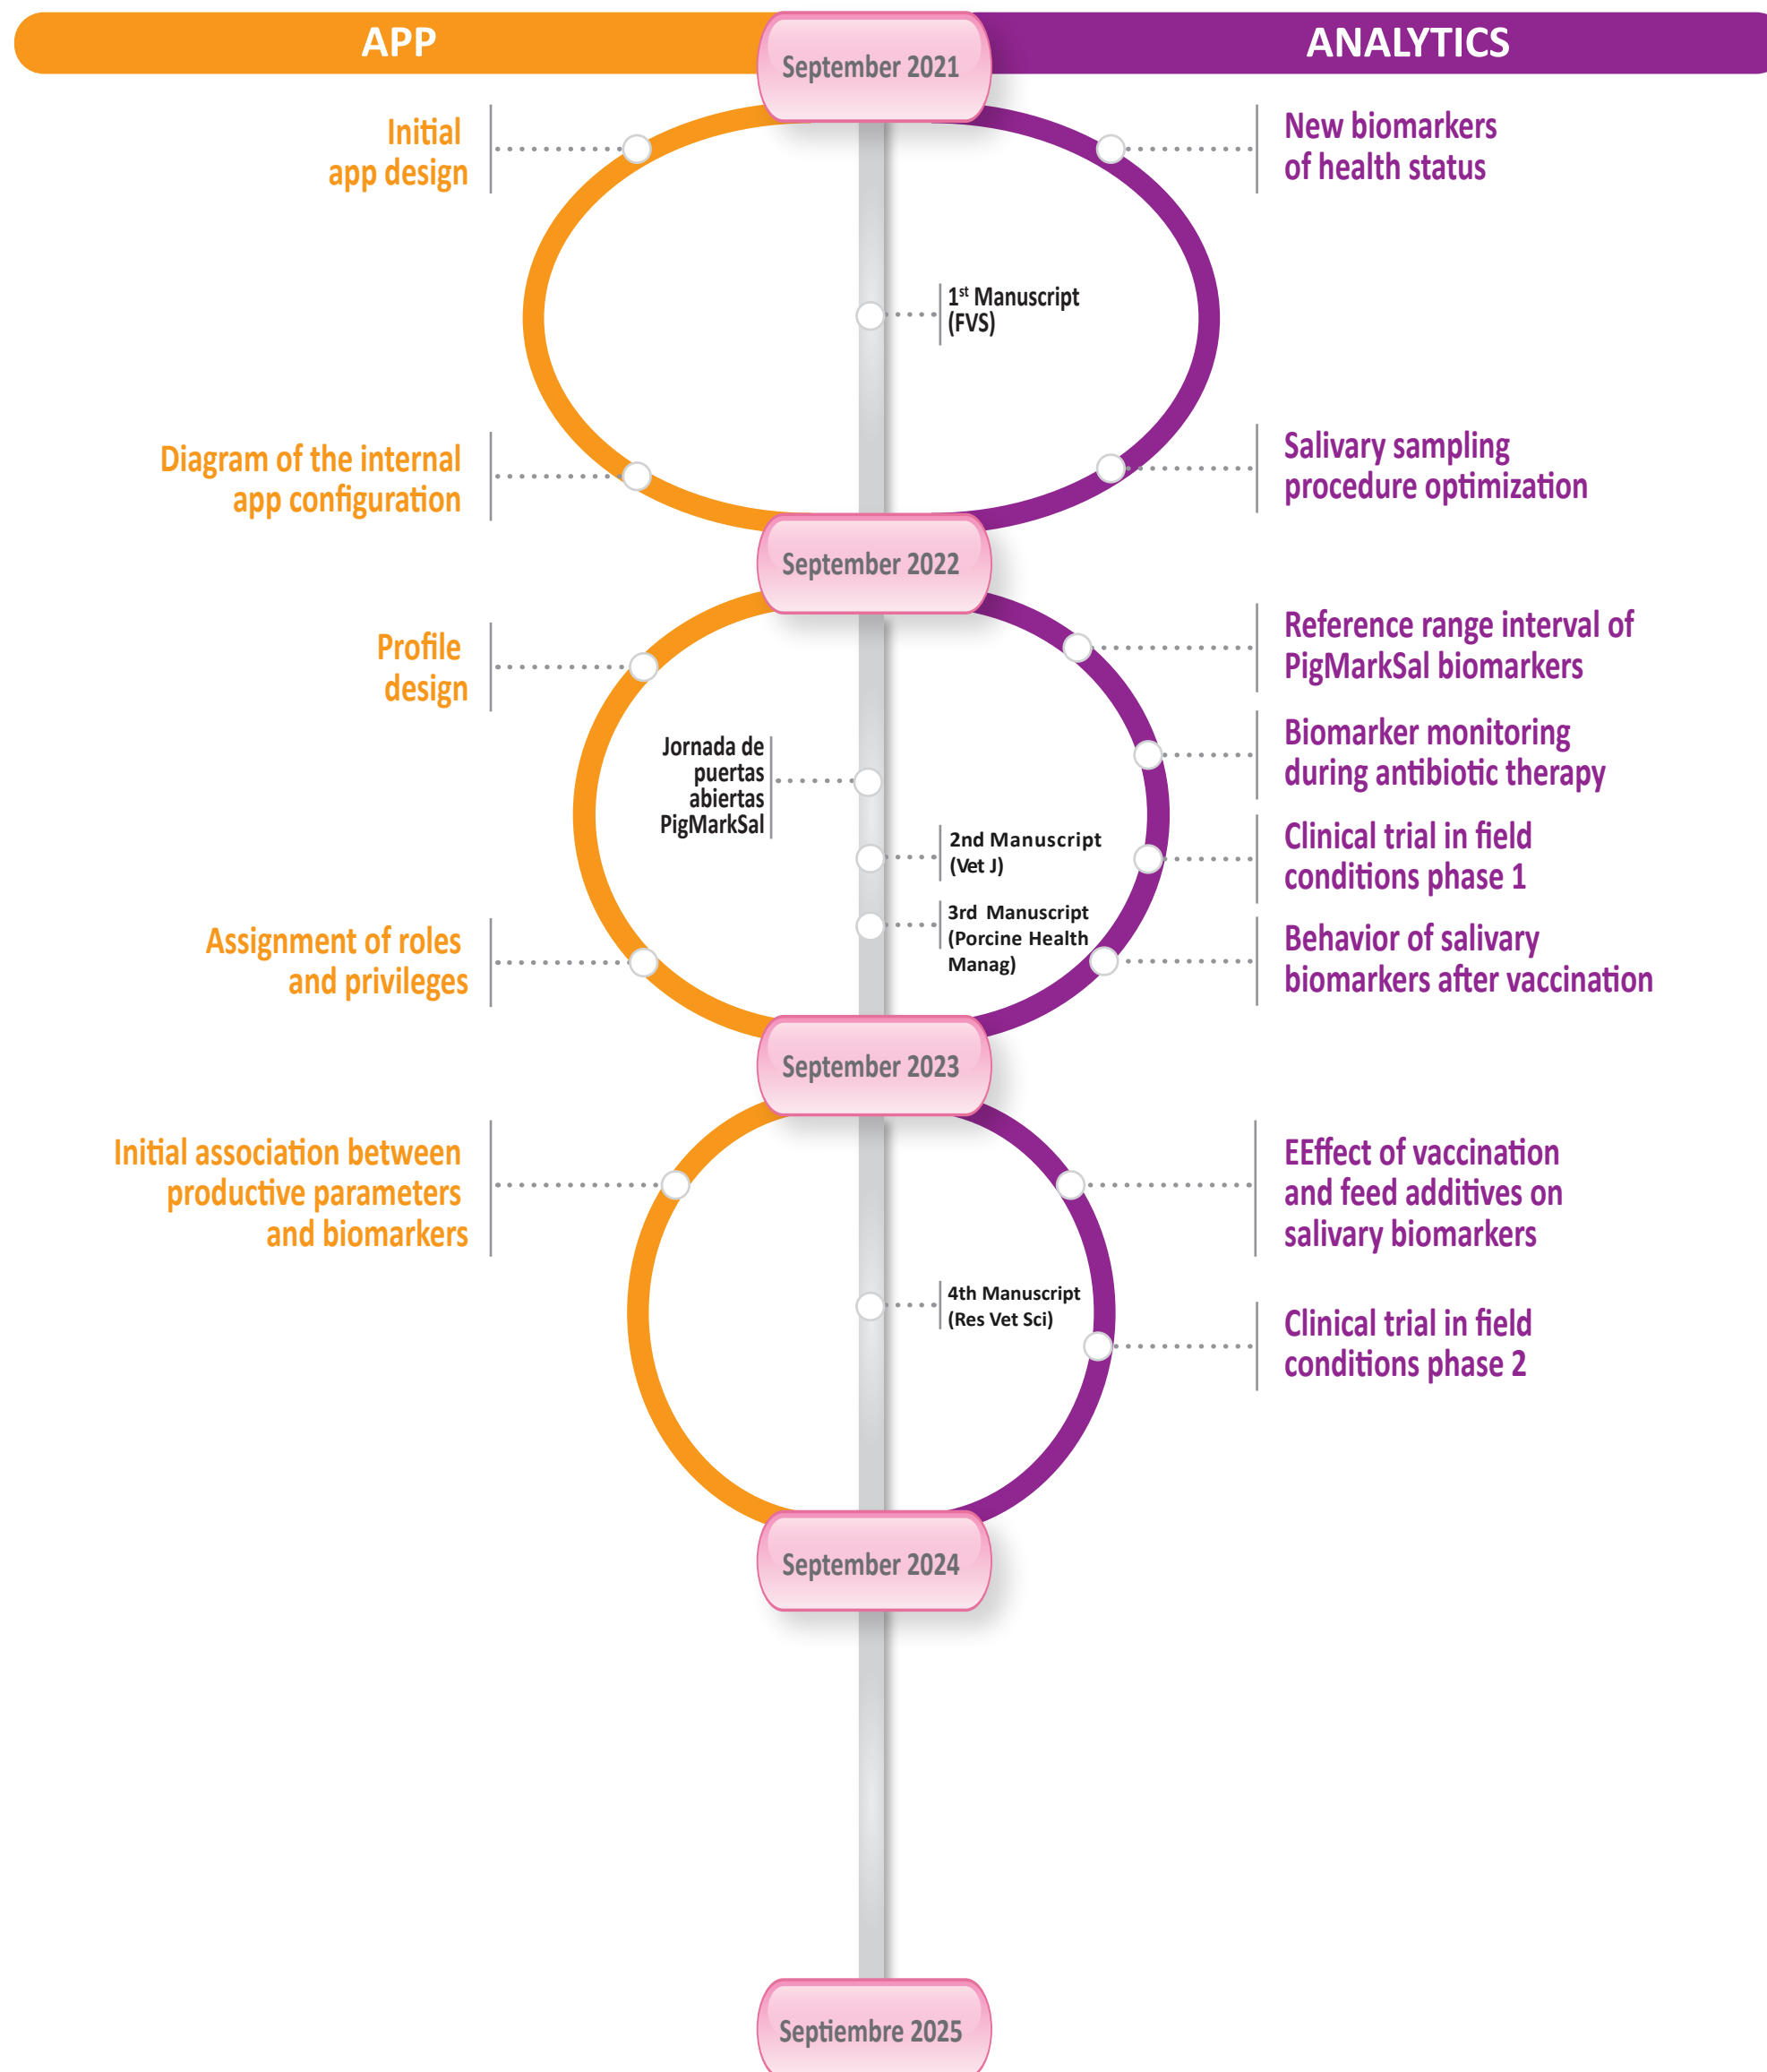 APP
September 2021
ANALYTICS
Initial
app design
New biomarkers
of health status
1st Manuscript
(FVS)
Diagram of the internal
app configuration
Salivary sampling
procedure optimization
September 2022
Profile
design
Reference range interval of
PigMarkSal biomarkers
Jornada de
puertas
abiertas
PigMarkSal
Biomarker monitoring
during antibiotic therapy
2nd Manuscript
(Vet J)
Clinical trial in field
conditions phase 1
3rd Manuscript
(Porcine Health
Manag)
Assignment of roles
and privileges
Behavior of salivary
biomarkers after vaccination
September 2023
Initial association between
productive parameters
and biomarkers
EEffect of vaccination
and feed additives on
salivary biomarkers
4th Manuscript
(Res Vet Sci)
Clinical trial in field
conditions phase 2
September 2024
Septiembre 2025